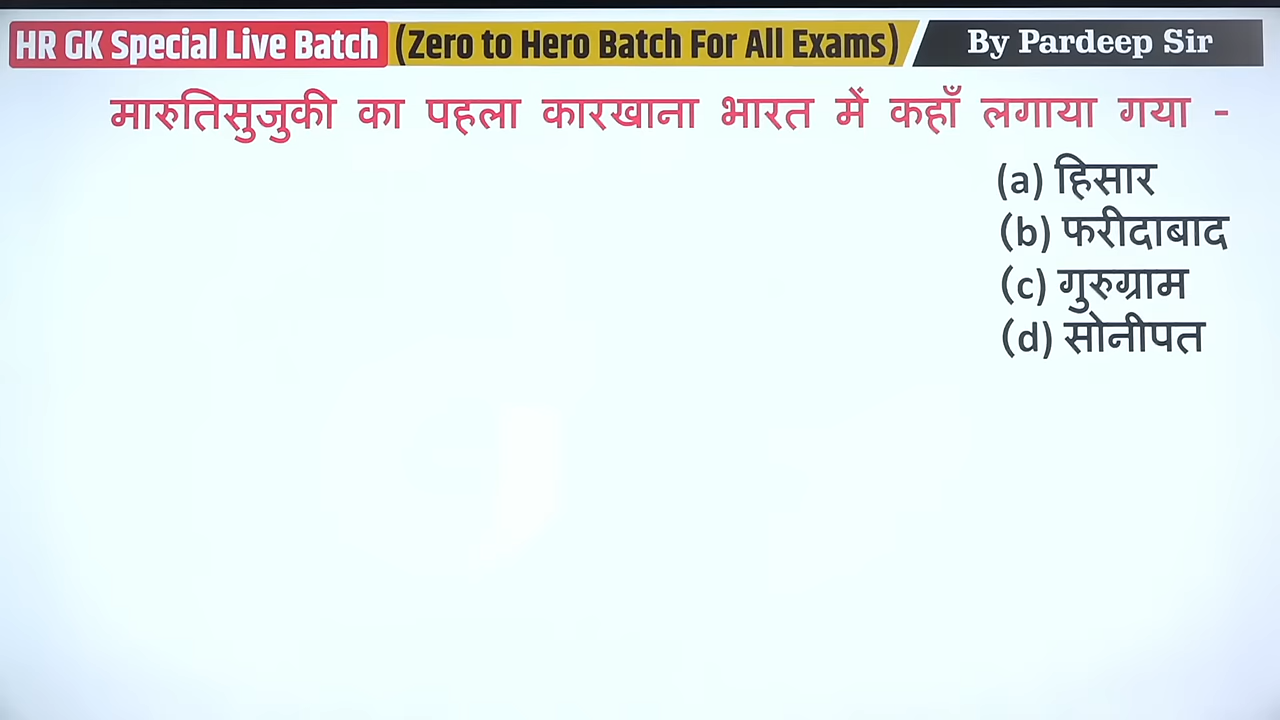 HR GK Special Live Batch (Zero to Hero Batch For All Exams) By Pardeep Sir
मारुतिसुजुकी का पहला कारखाना भारत में कहाँ लगाया गया -
(a) हिसार
(b) फरीदाबाद
(c) गुरुग्राम
(d) सोनीपत